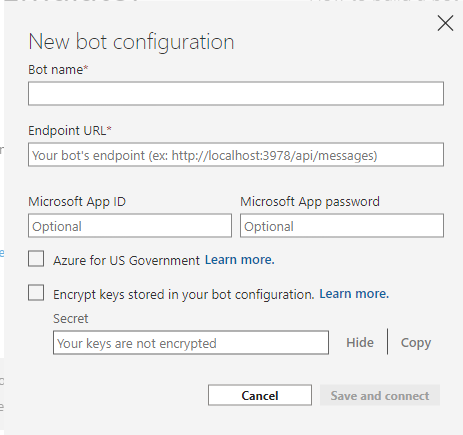 New bot configuration
Bot name*
Endpoint URL*
Your bot's endpoint (ex: http://localhost:3978/api/messages)
Microsoft App ID Microsoft App password
Optional Optional
Azure for US Government Learn more.
Encrypt keys stored in your bot configuration. Learn more.
Secret
Your keys are not encrypted Hide Copy
Cancel Save and connect